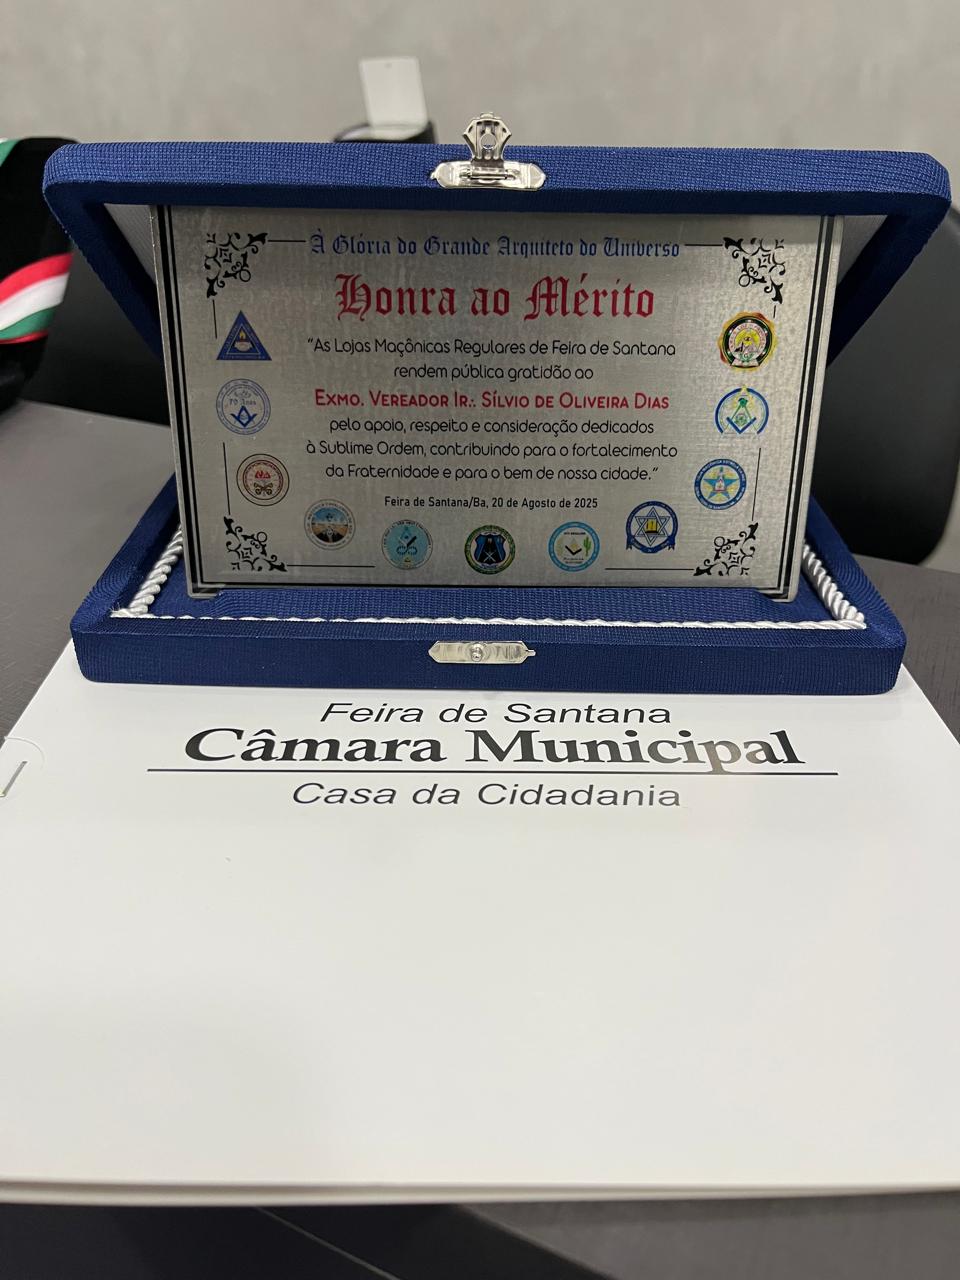 À Glória do Grande Arquiteto do Universo
Honra ao Mérito
“As Lojas Maçônicas Regulares de Feira de Santana
rendem pública gratidão ao
Exmo. Vereador Ir∴ Sílvio de Oliveira Dias
pelo apoio, respeito e consideração dedicados
à Sublime Ordem, contribuindo para o fortalecimento
da Fraternidade e para o bem de nossa cidade.”
Feira de Santana/Ba, 20 de Agosto de 2025
70 Anos
Feira de Santana
Câmara Municipal
Casa da Cidadania